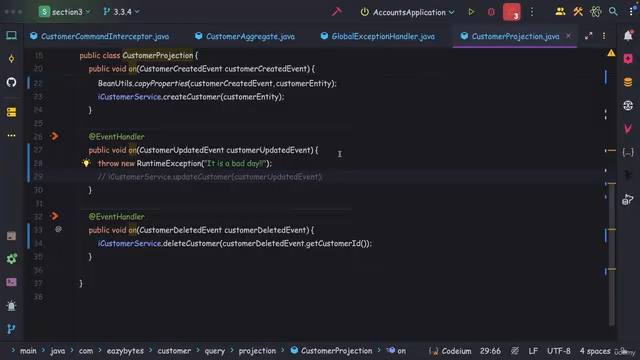 section3
3.3.4
AccountsApplication
3
CustomerCommandInterceptor.java
CustomerAggregate.java
GlobalExceptionHandler.java
CustomerProjection.java
15 public class CustomerProjection {
20 public void on(CustomerCreatedEvent customerCreatedEvent) {
22 BeanUtils.copyProperties(customerCreatedEvent,customerEntity);
23 iCustomerService.createCustomer(customerEntity);
24 }
25
26 @EventHandler
27 public void on(CustomerUpdatedEvent customerUpdatedEvent) {
28 throw new RuntimeException("It is a bad day!!");
29 // iCustomerService.updateCustomer(customerUpdatedEvent);
30 }
31
32 @EventHandler
33 public void on(CustomerDeletedEvent customerDeletedEvent) {
34 iCustomerService.deleteCustomer(customerDeletedEvent.getCustomerId());
35 }
36
37 }
38
main > java > com > eazybytes > customer > query > projection > CustomerProjection > on
Codeium
29:66
LF
UTF-8
4 spaces
Udemy